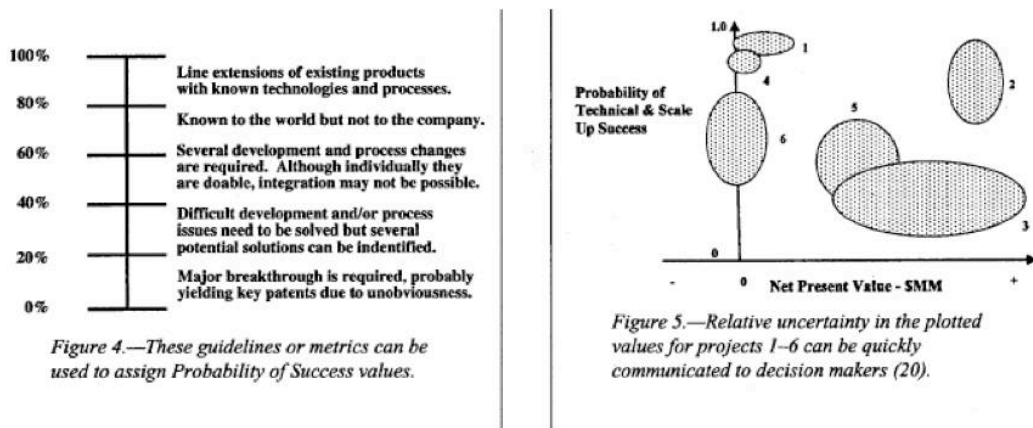 100%
Line extensions of existing products
with known technologies and processes.
80%
Known to the world but not to the company.
60%
Several development and process changes
are required. Although individually they
are doable, integration may not be possible.
40%
Difficult development and/or process
issues need to be solved but several
potential solutions can be indentified.
20%
Major breakthrough is required, probably
yielding key patents due to unobviousness.
0%
Figure 4.—These guidelines or metrics can be
used to assign Probability of Success values.
1.0
1
4
2
Probability of
Technical & Scale
Up Success
5
6
3
0
-
0
Net Present Value - $MM
+
Figure 5.—Relative uncertainty in the plotted
values for projects 1–6 can be quickly
communicated to decision makers (20).